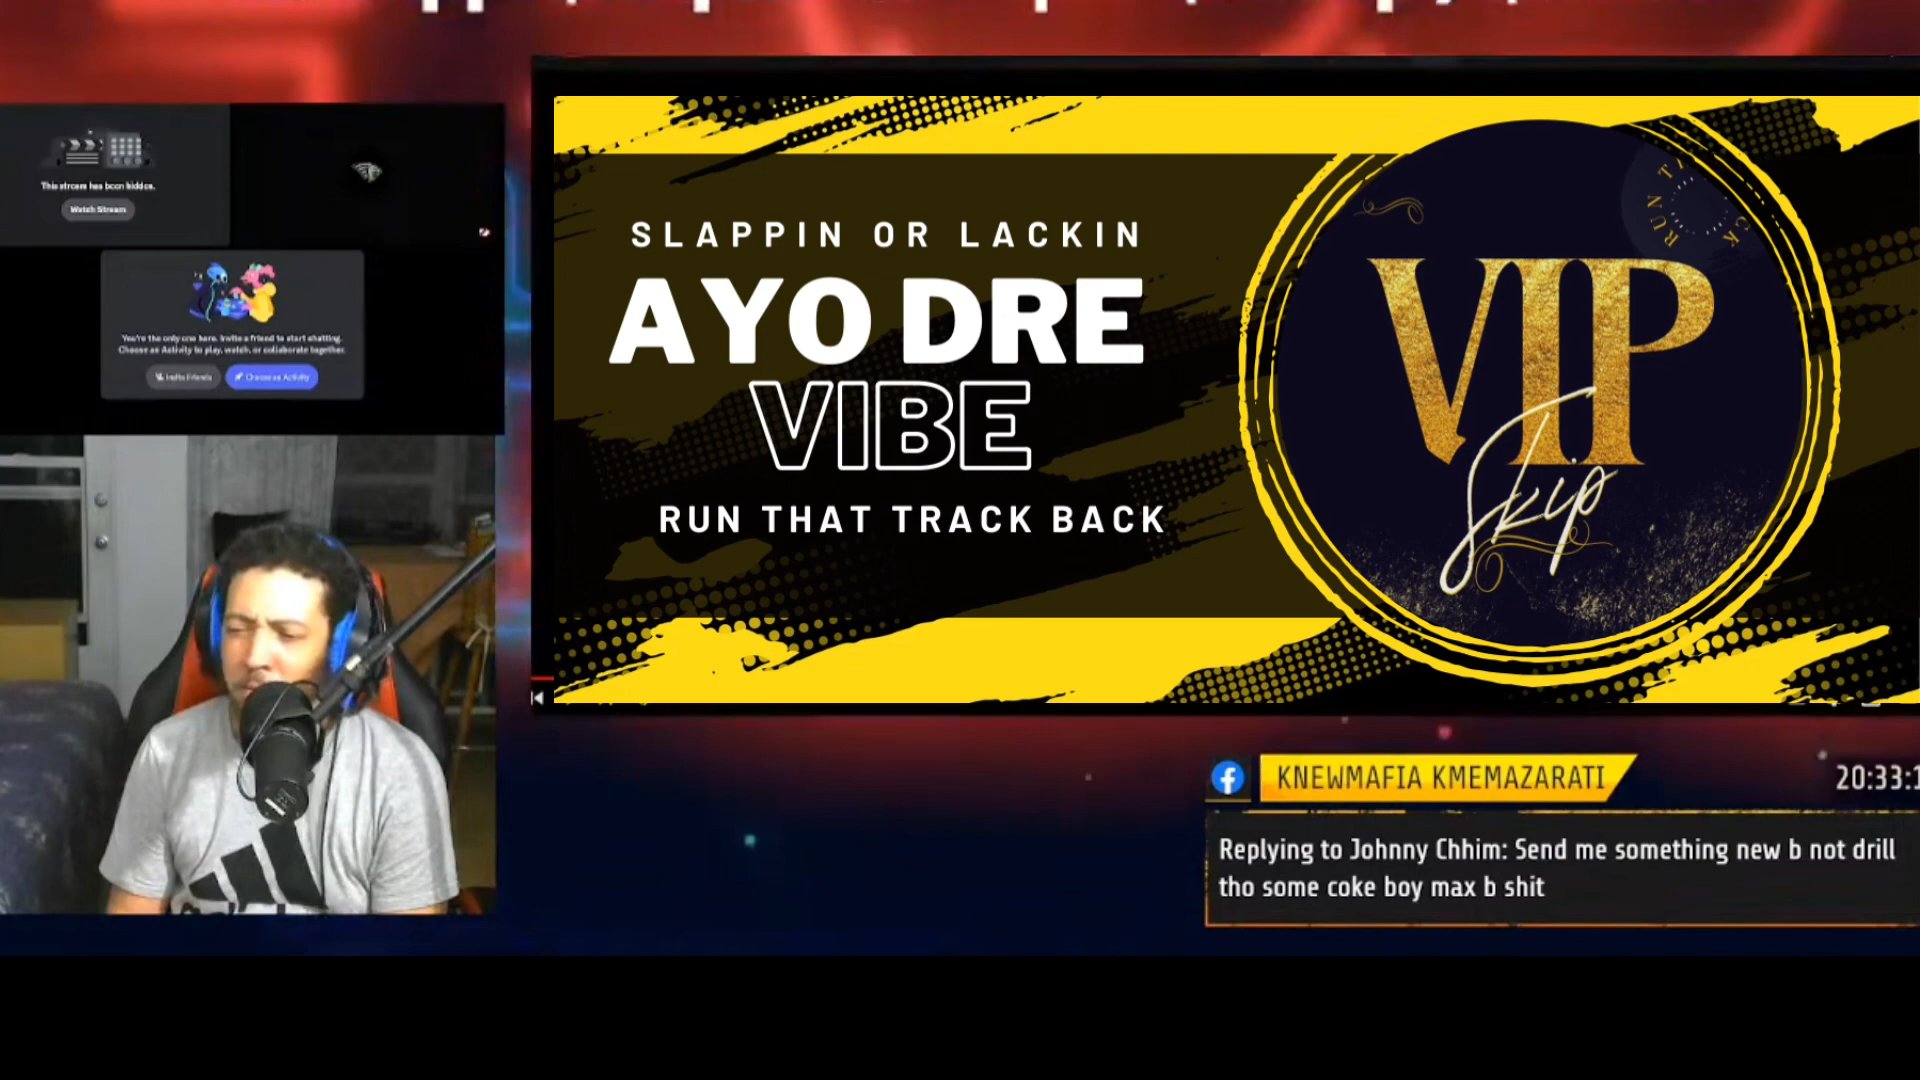 This stream has been hidden.
Watch Stream
You're the only one here. Invite a friend to start chatting.
Choose an Activity to play, watch, or collaborate together.
Invite Friends
Choose an Activity
SLAPPIN OR LACKIN
AYO DRE
VIBE
RUN THAT TRACK BACK
RUN
VIP
Skip
KNEWMAFIA KMEMAZARATI
20:33:1
Replying to Johnny Chhim: Send me something new b not drill
tho some coke boy max b shit